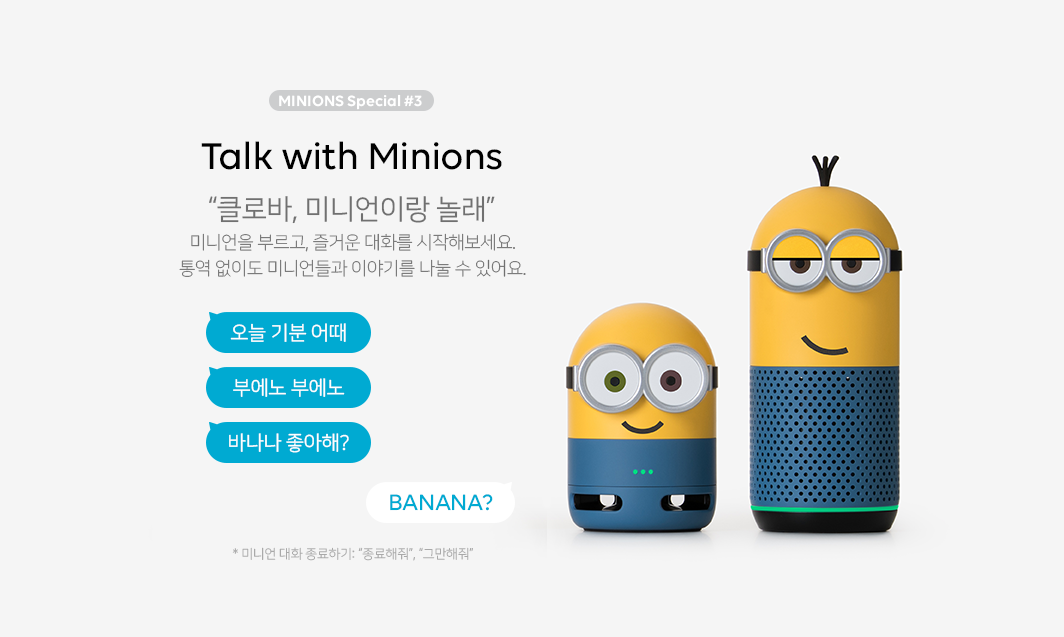 MINIONS Special #3
Talk with Minions
“클로바, 미니언이랑 놀래”
미니언을 부르고, 즐거운 대화를 시작해보세요.
통역 없이도 미니언들과 이야기를 나눌 수 있어요.
오늘 기분 어때
부에노 부에노
바나나 좋아해?
BANANA?
* 미니언 대화 종료하기: “종료해줘”, “그만해줘”